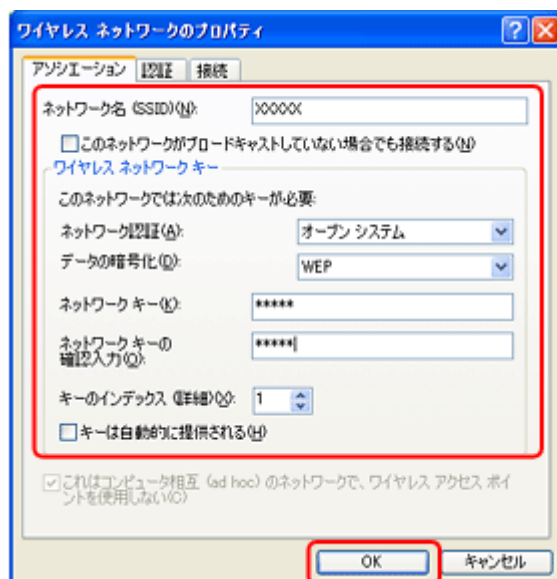 ワイヤレス ネットワークのプロパティ
アソシエーション 認証 接続
ネットワーク名 (SSID)(N): XXXXX
このネットワークがブロードキャストしていない場合でも接続する(N)
ワイヤレス ネットワーク キー
このネットワークでは次のためのキーが必要:
ネットワーク認証(A): オープン システム
データの暗号化(D): WEP
ネットワーク キー(K): *****
ネットワーク キーの
確認入力(O): *****
キーのインデックス (詳細)(X): 1
キーは自動的に提供される(H)
これはコンピュータ相互 (ad hoc) のネットワークで、ワイヤレス アクセス ポイ
ントを使用しない(C)
OK キャンセル